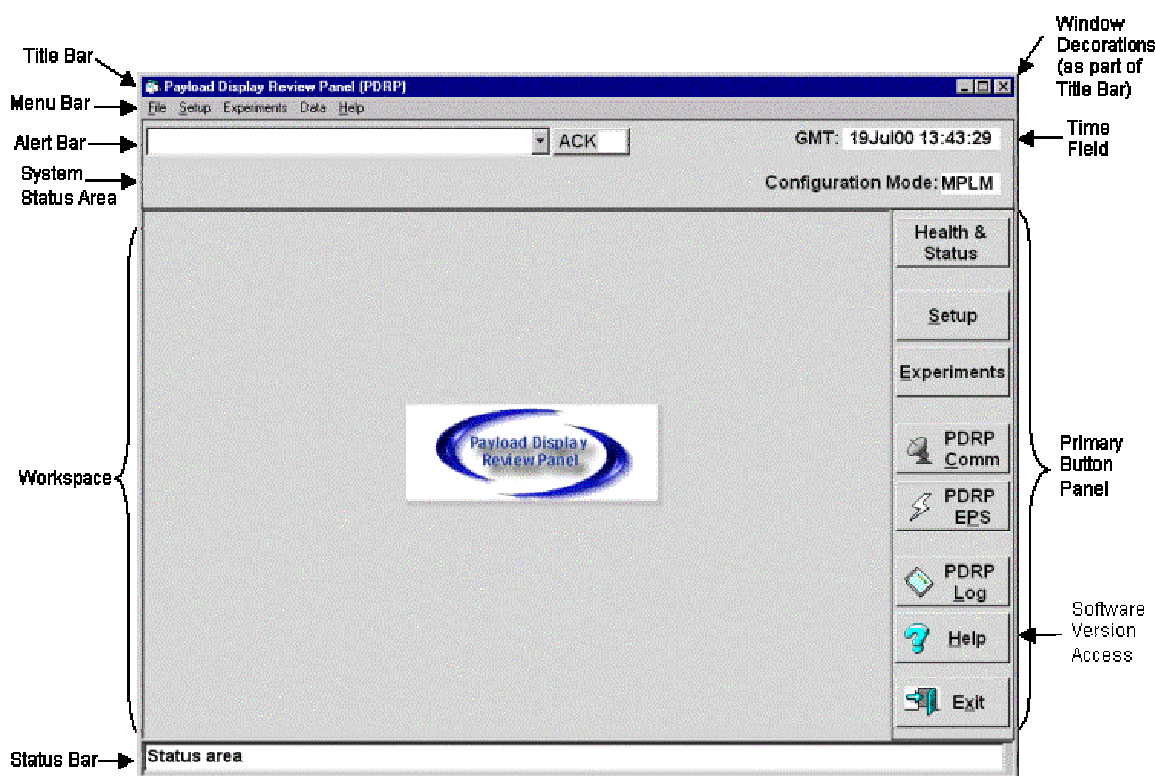 Window
Decorations
(as part of
Title Bar)
Title Bar
Payload Display Review Panel (PDRP)
Menu Bar
File Setup Experiments Data Help
Alert Bar
ACK
GMT: 19Jul00 13:43:29
Time
Field
System
Status Area
Configuration Mode: MPLM
Health &
Status
Setup
Experiments
Workspace
Payload Display
Review Panel
PDRP
Comm
Primary
Button
Panel
PDRP
EPS
PDRP
Log
Help
Software
Version
Access
Exit
Status Bar
Status area